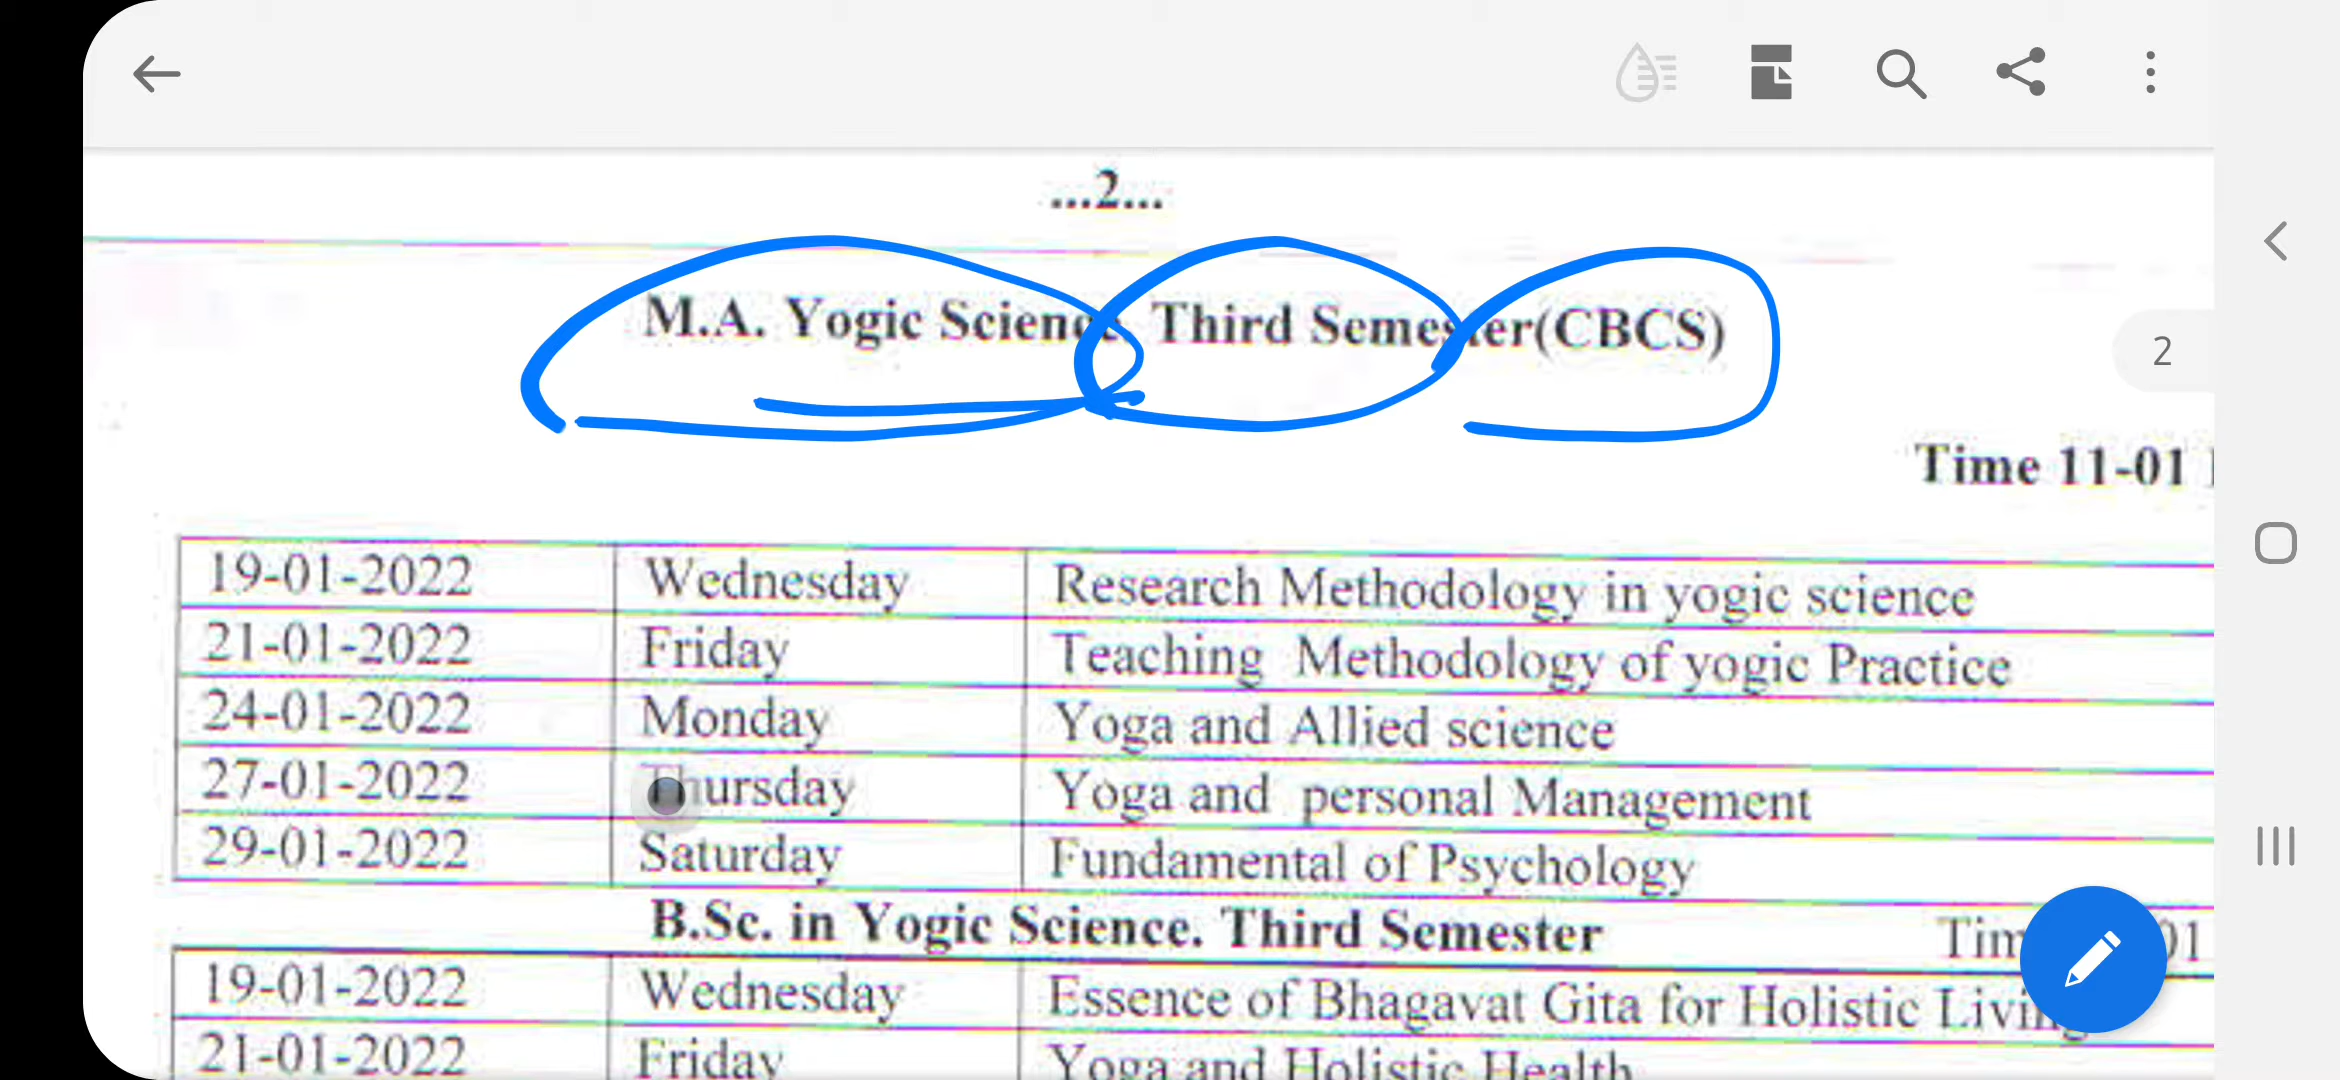 ...2...
M.A. Yogic Science. Third Semester(CBCS)
2
Time 11-01
19-01-2022 Wednesday Research Methodology in yogic science
21-01-2022 Friday Teaching Methodology of yogic Practice
24-01-2022 Monday Yoga and Allied science
27-01-2022 Thursday Yoga and personal Management
29-01-2022 Saturday Fundamental of Psychology
B.Sc. in Yogic Science. Third Semester
19-01-2022 Wednesday Essence of Bhagavat Gita for Holistic Living
21-01-2022 Friday Yoga and Holistic Health